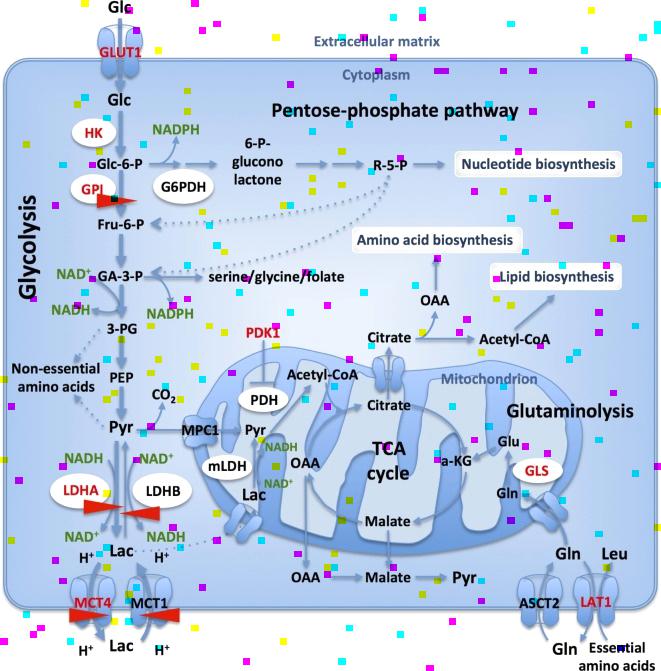 Glc
GLUT1
Extracellular matrix
Cytoplasm
Glc
Pentose-phosphate pathway
HK
NADPH
Glc-6-P
6-P-
glucono
lactone
R-5-P
Nucleotide biosynthesis
GPI
G6PDH
Fru-6-P
Glycolysis
Amino acid biosynthesis
NAD+
GA-3-P
serine/glycine/folate
Lipid biosynthesis
NADH
NADPH
OAA
3-PG
PDK1
Citrate
Acetyl-CoA
Non-essential
amino acids
PEP
CO2
Acetyl-CoA
Mitochondrion
PDH
Citrate
Glutaminolysis
Pyr
MPC1
Pyr
Glu
NADH
NAD+
mLDH
NADH
OAA
TCA
cycle
a-KG
GLS
LDHA
LDHB
NAD+
Lac
Gln
NAD+
NADH
Malate
H+
Lac
H+
Gln
Leu
OAA
Malate
Pyr
MCT4
MCT1
ASCT2
LAT1
H+
Lac
H+
Gln
Essential
amino acids